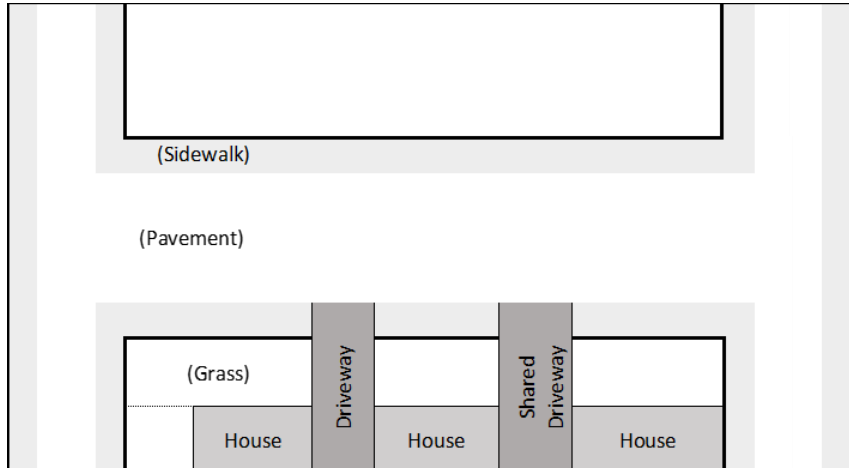 (Sidewalk)
(Pavement)
(Grass)
Driveway
Shared
Driveway
House
House
House